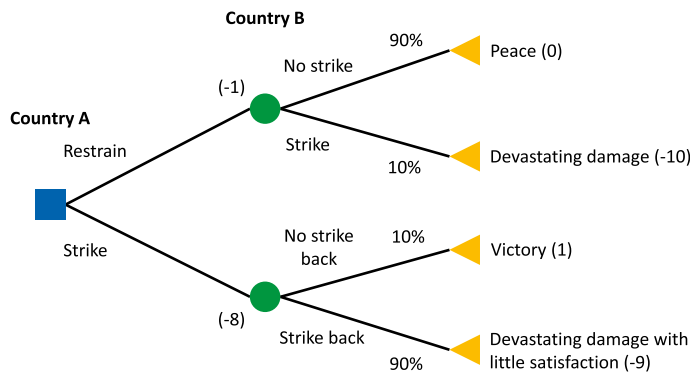 Country B
90%
No strike
Peace (0)
(-1)
Country A
Strike
Restrain
10%
Devastating damage (-10)
No strike
back
10%
Strike
Victory (1)
(-8)
Strike back
Devastating damage with
little satisfaction (-9)
90%